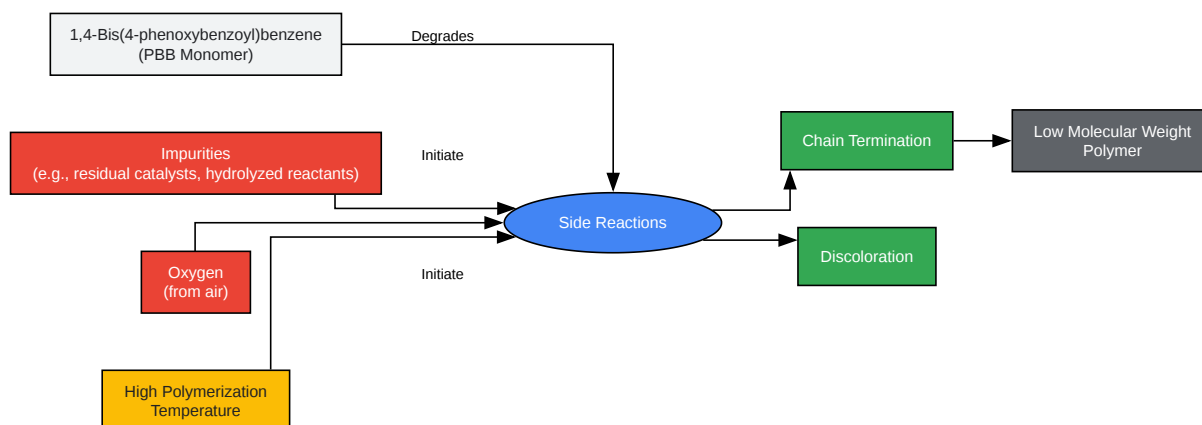 1,4-Bis(4-phenoxybenzoyl)benzene
(PBB Monomer)
Degrades
Impurities
(e.g., residual catalysts, hydrolyzed reactants)
Initiate
Chain Termination
Low Molecular Weight
Polymer
Side Reactions
Oxygen
(from air)
Initiate
Discoloration
High Polymerization
Temperature